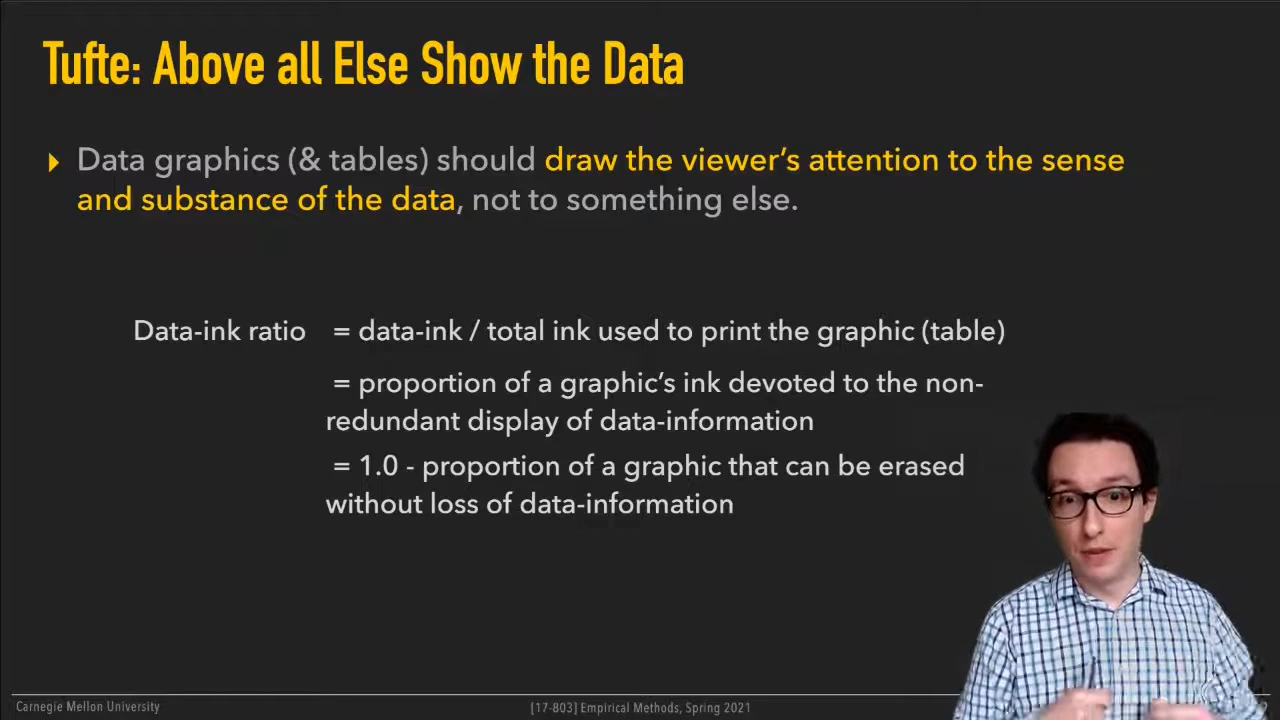 Tufte: Above all Else Show the Data
Data graphics (& tables) should draw the viewer's attention to the sense
and substance of the data, not to something else.
Data-ink ratio = data-ink / total ink used to print the graphic (table)
= proportion of a graphic's ink devoted to the non-
redundant display of data-information
= 1.0 - proportion of a graphic that can be erased
without loss of data-information
Carnegie Mellon University
[17-803] Empirical Methods, Spring 2021